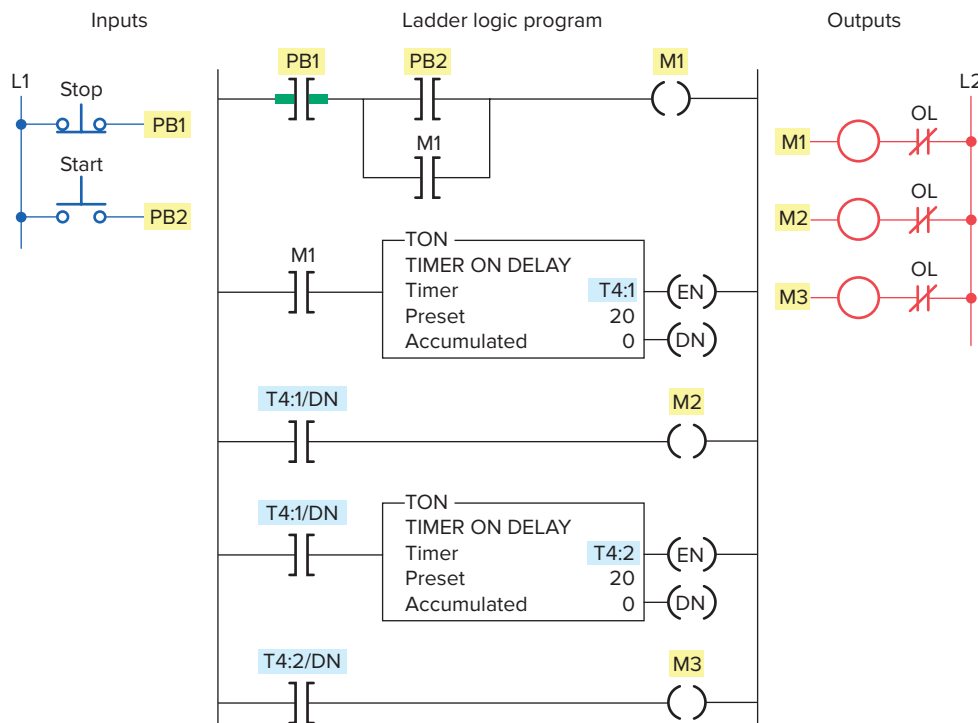 Inputs
Ladder logic program
Outputs
L1
Stop
PB1
Start
PB2
PB1
PB2
M1
M1
M1
TON
TIMER ON DELAY
Timer T4:1
Preset 20
Accumulated 0
EN
DN
T4:1/DN
M2
T4:1/DN
TON
TIMER ON DELAY
Timer T4:2
Preset 20
Accumulated 0
EN
DN
T4:2/DN
M3
L2
OL
M1
OL
M2
OL
M3